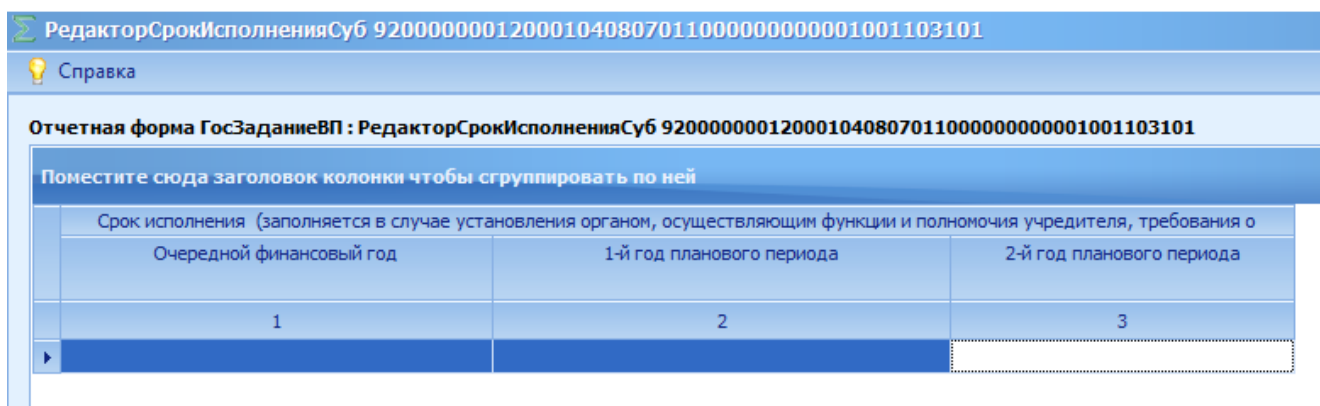 РедакторСрокИсполненияСуб 92000000012000104080701100000000001001103101
Справка
Отчетная форма ГосЗаданиеВП : РедакторСрокИсполненияСуб 92000000012000104080701100000000001001103101
Поместите сюда заголовок колонки чтобы сгруппировать по ней
Срок исполнения (заполняется в случае установления органом, осуществляющим функции и полномочия учредителя, требования о
Очередной финансовый год 1-й год планового периода 2-й год планового периода
1 2 3